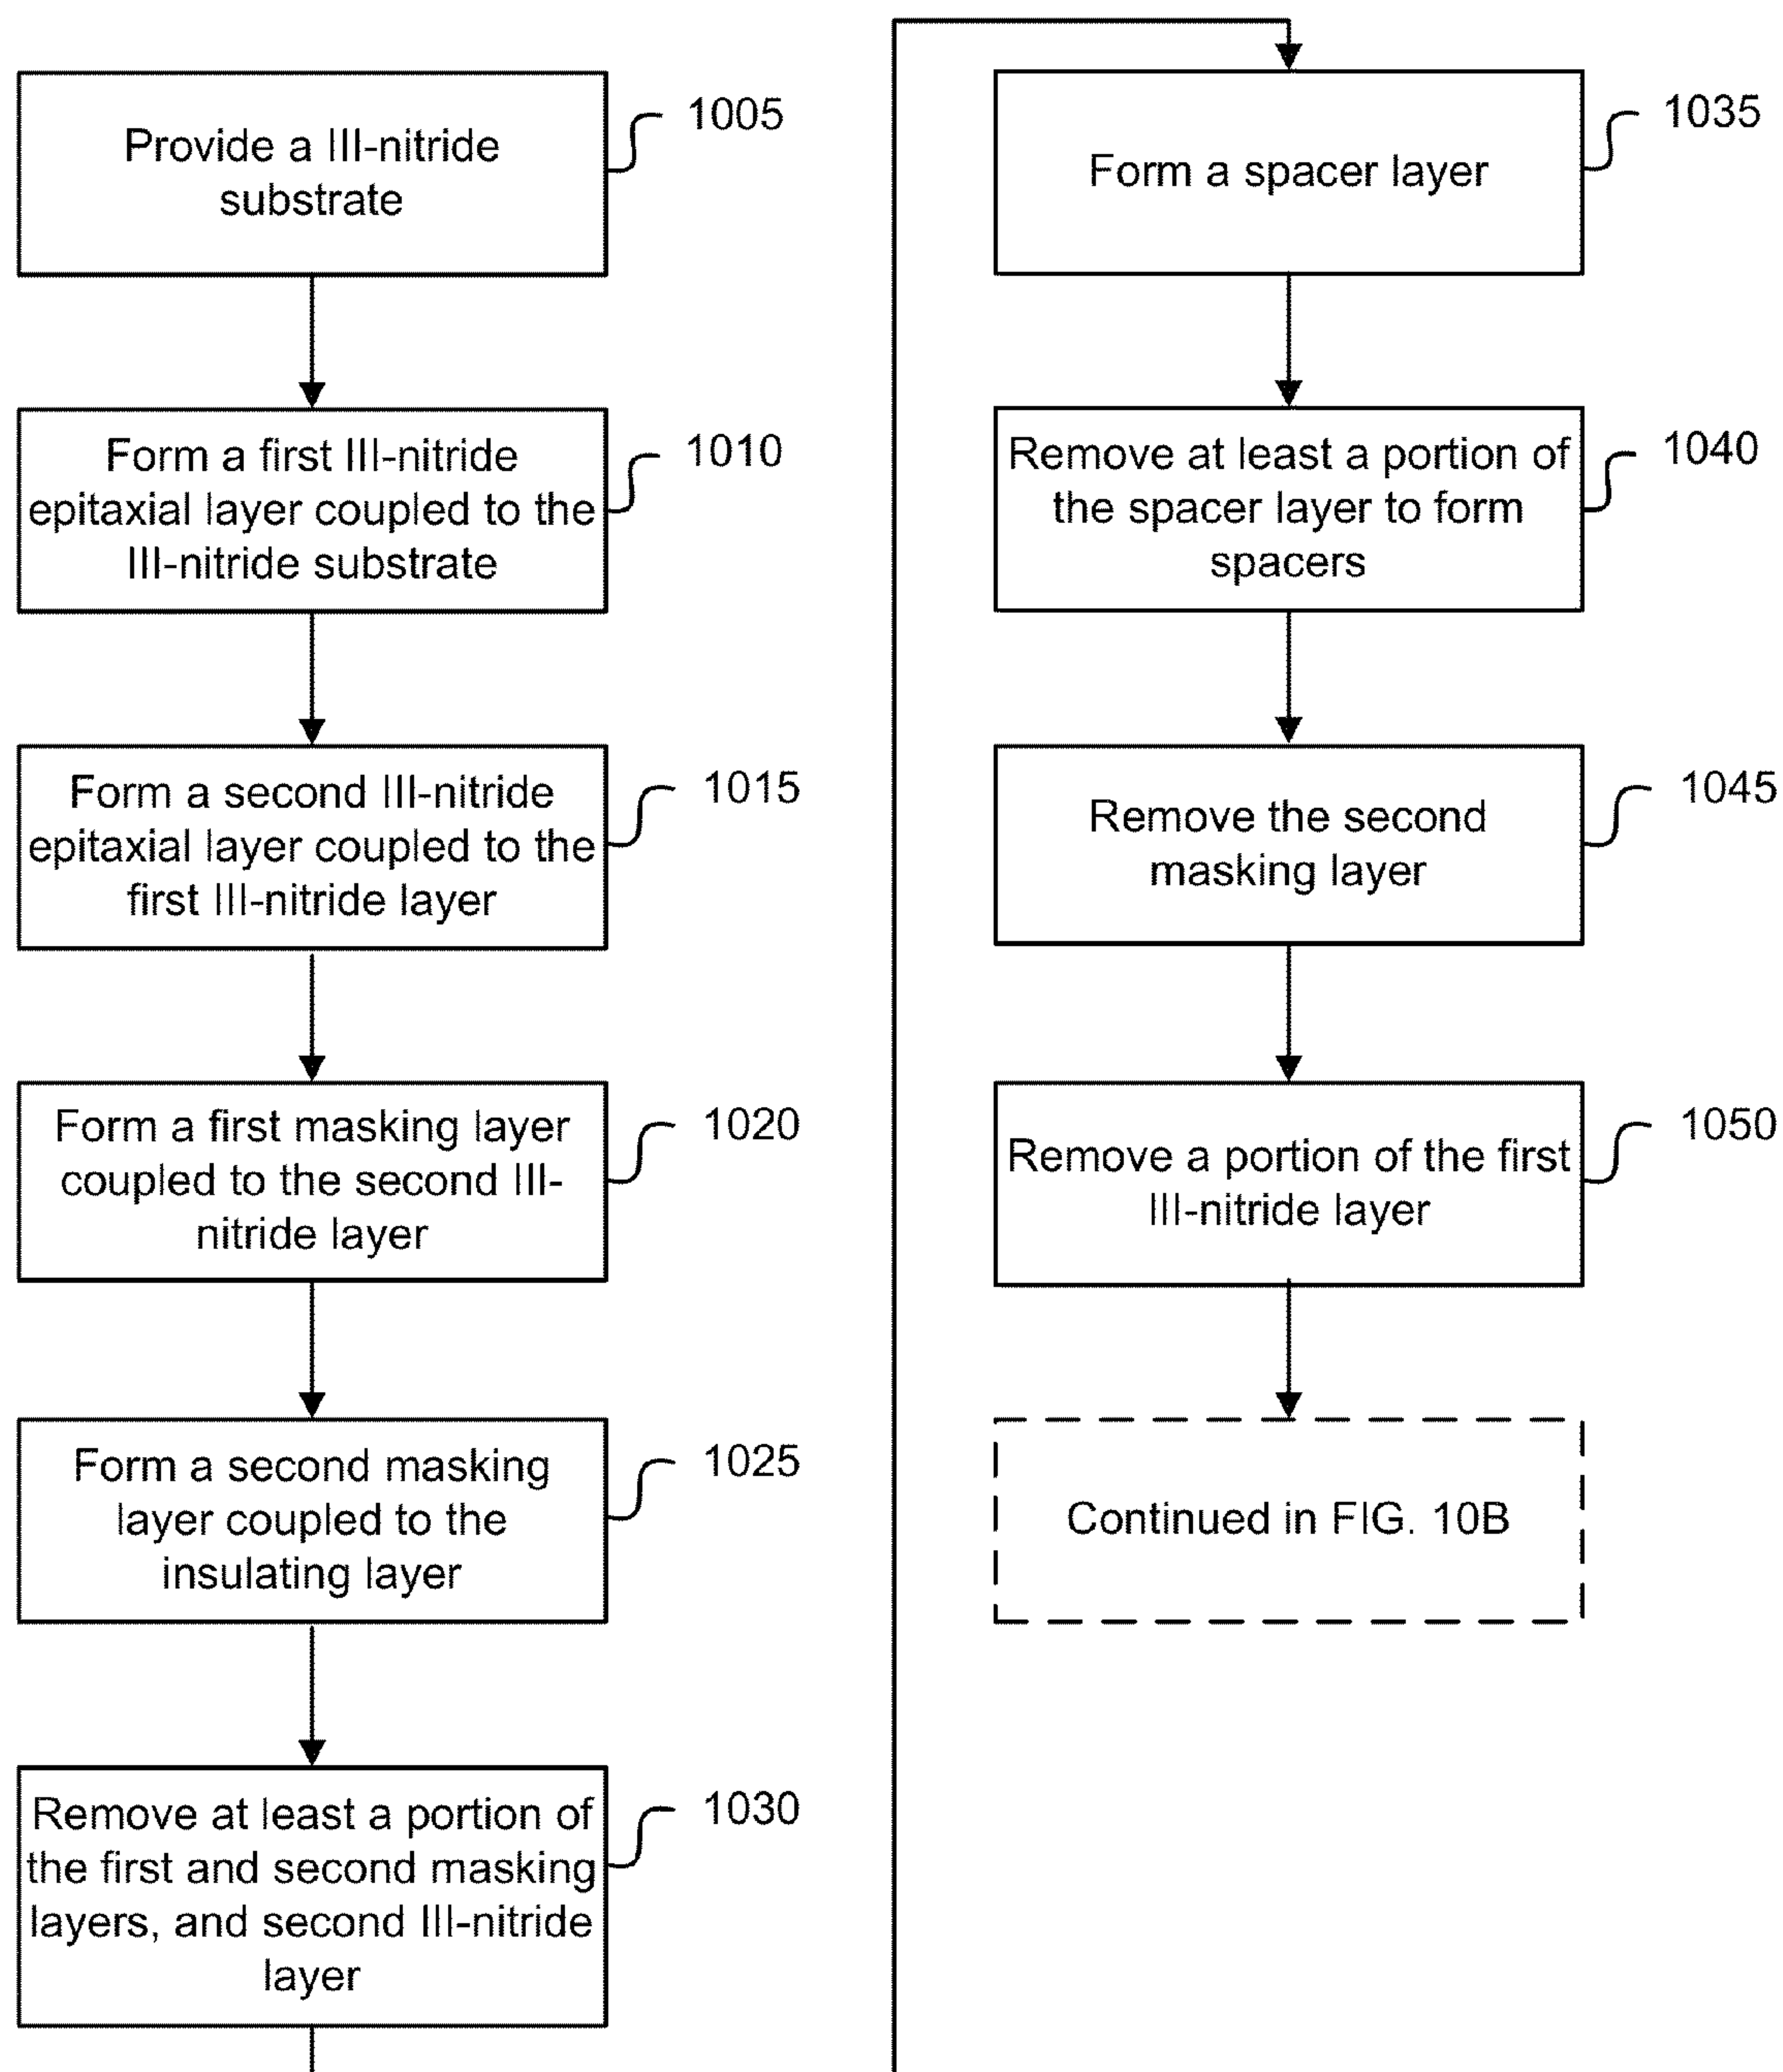 Provide a III-nitride
substrate
1005
Form a first III-nitride
epitaxial layer coupled to the
III-nitride substrate
1010
Form a second III-nitride
epitaxial layer coupled to the
first III-nitride layer
1015
Form a first masking layer
coupled to the second III-
nitride layer
1020
Form a second masking
layer coupled to the
insulating layer
1025
Remove at least a portion of
the first and second masking
layers, and second III-nitride
layer
1030
Form a spacer layer
1035
Remove at least a portion of
the spacer layer to form
spacers
1040
Remove the second
masking layer
1045
Remove a portion of the first
III-nitride layer
1050
Continued in FIG. 10B